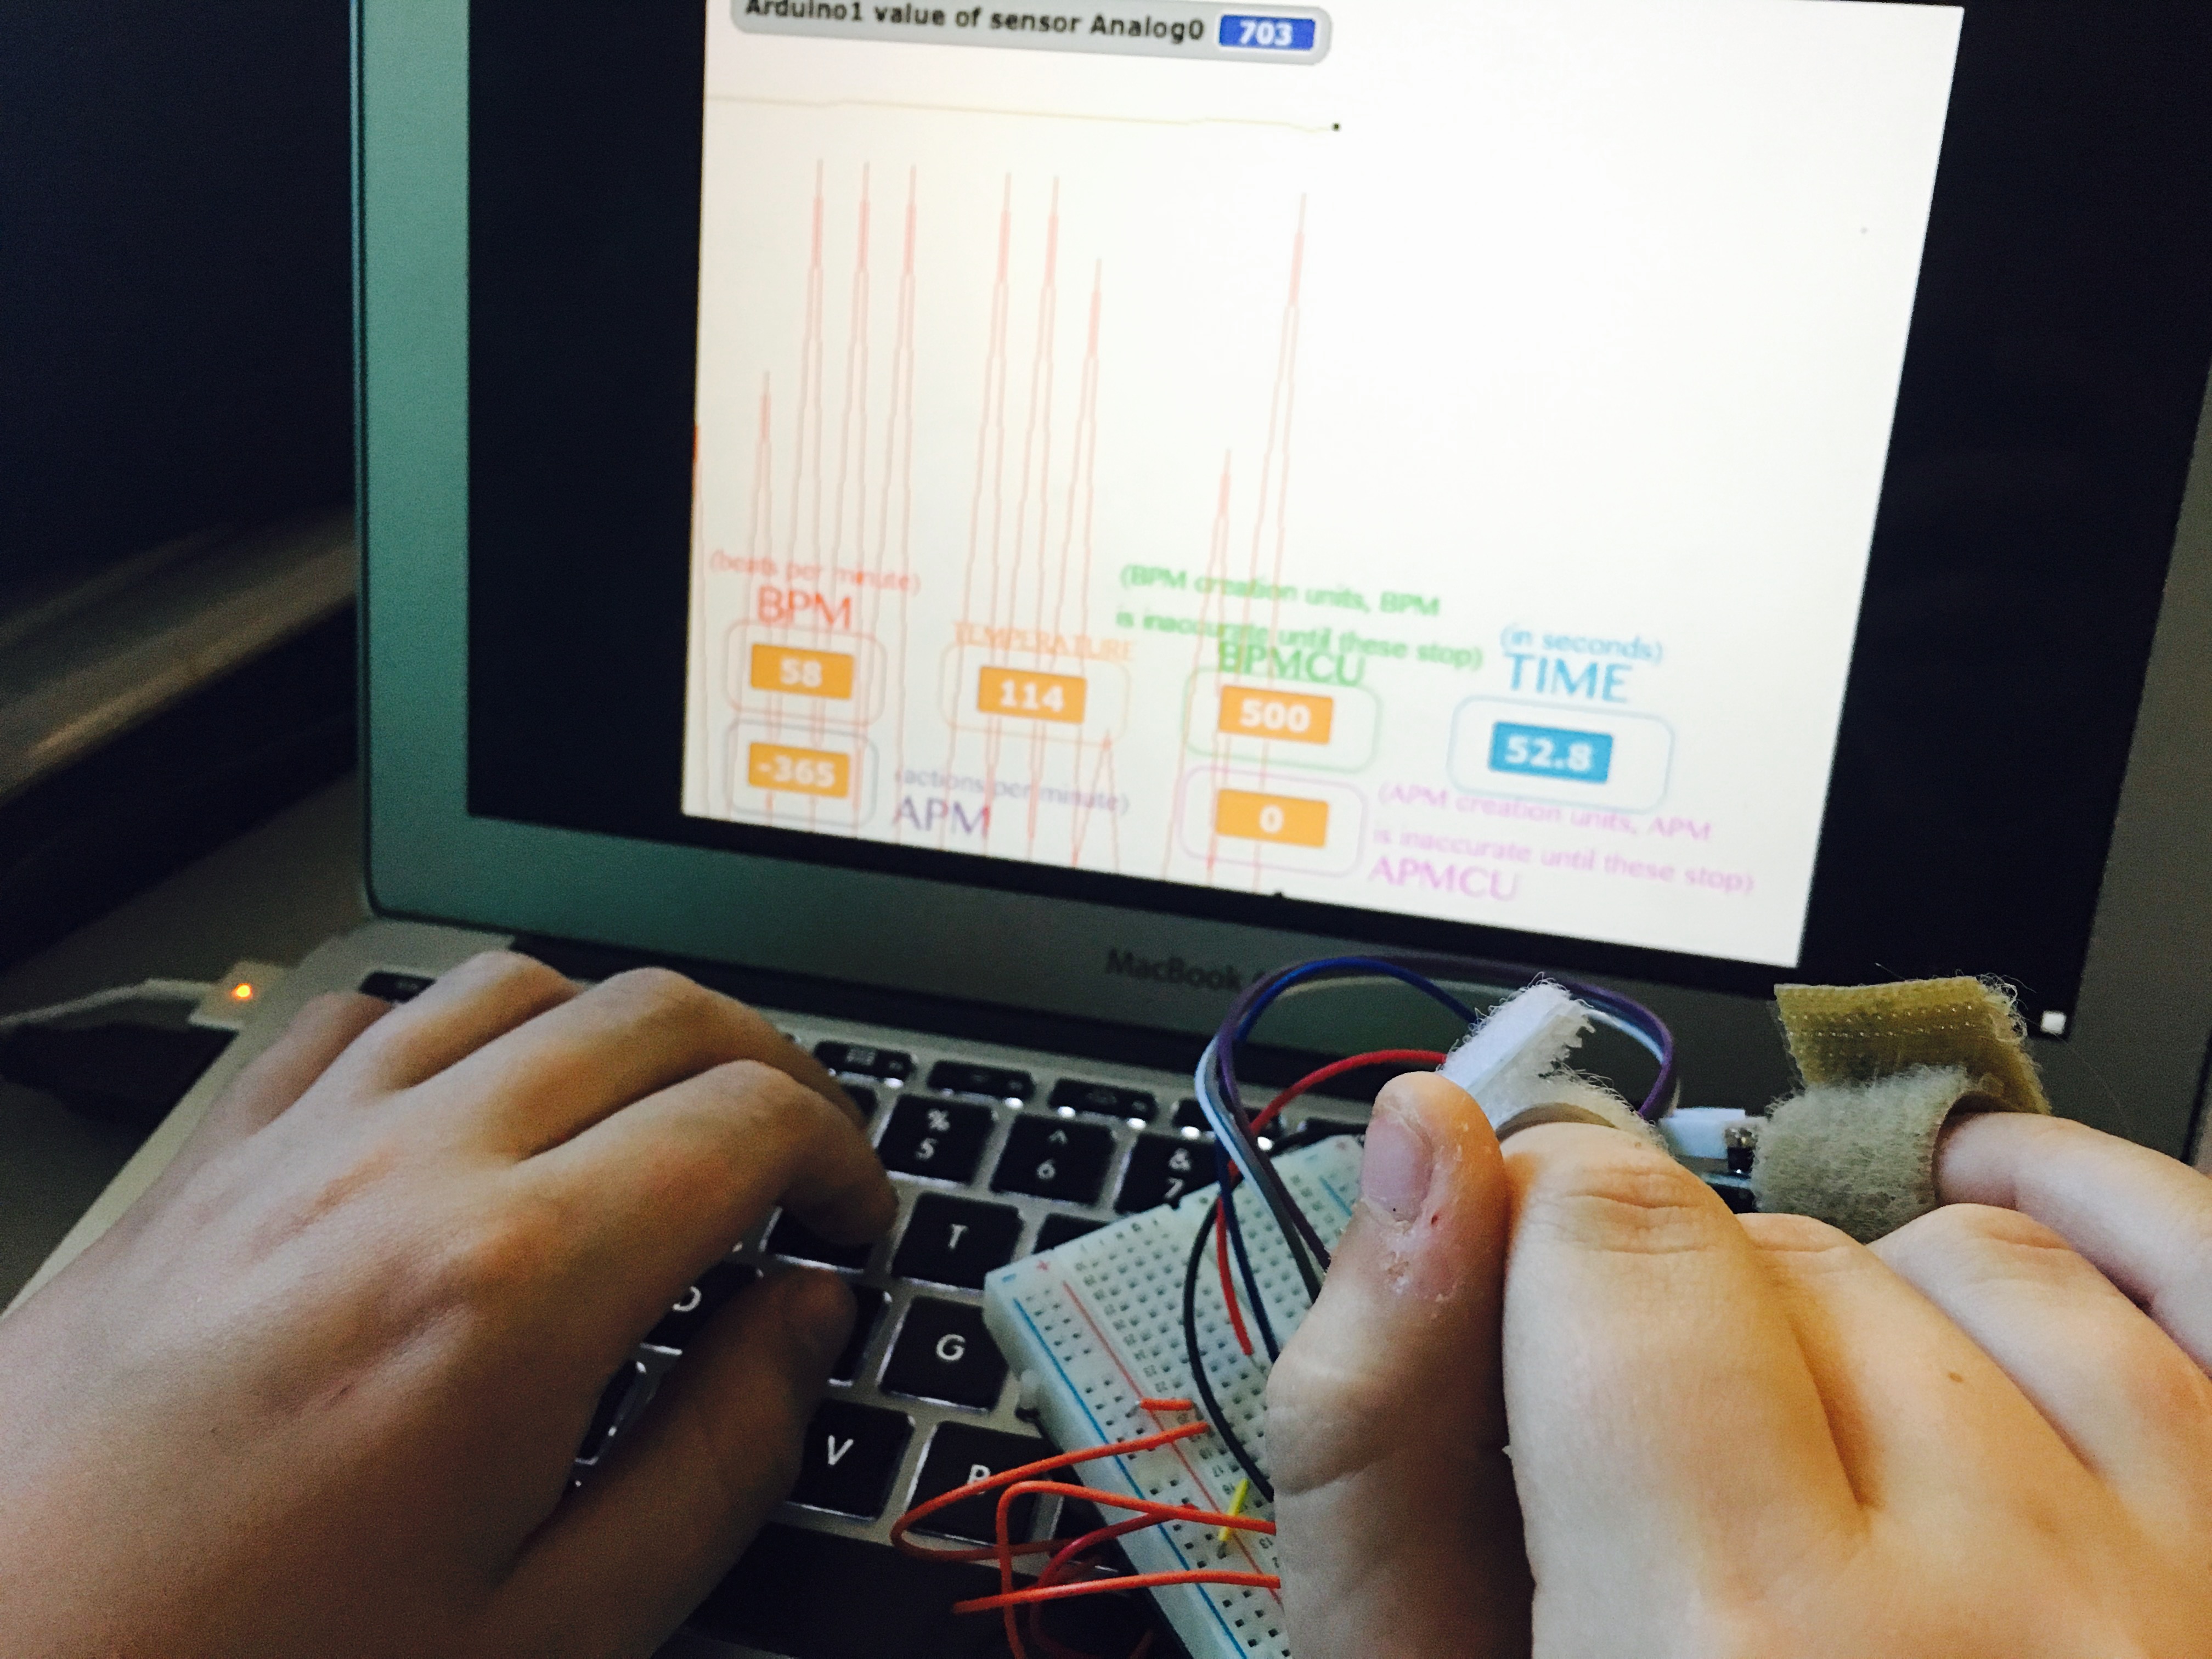 Arduino1 value of sensor Analog0 703
(beats per minute)
BPM
58
TEMPERATURE
114
(BPM creation units, BPM
is inaccurate until these stop)
BPMCU
500
(in seconds)
TIME
52.8
-365
(actions per minute)
APM
0
(APM creation units, APM
is inaccurate until these stop)
APMCU
MacBook
%
5
^
6
&
7
T
D
G
V
B